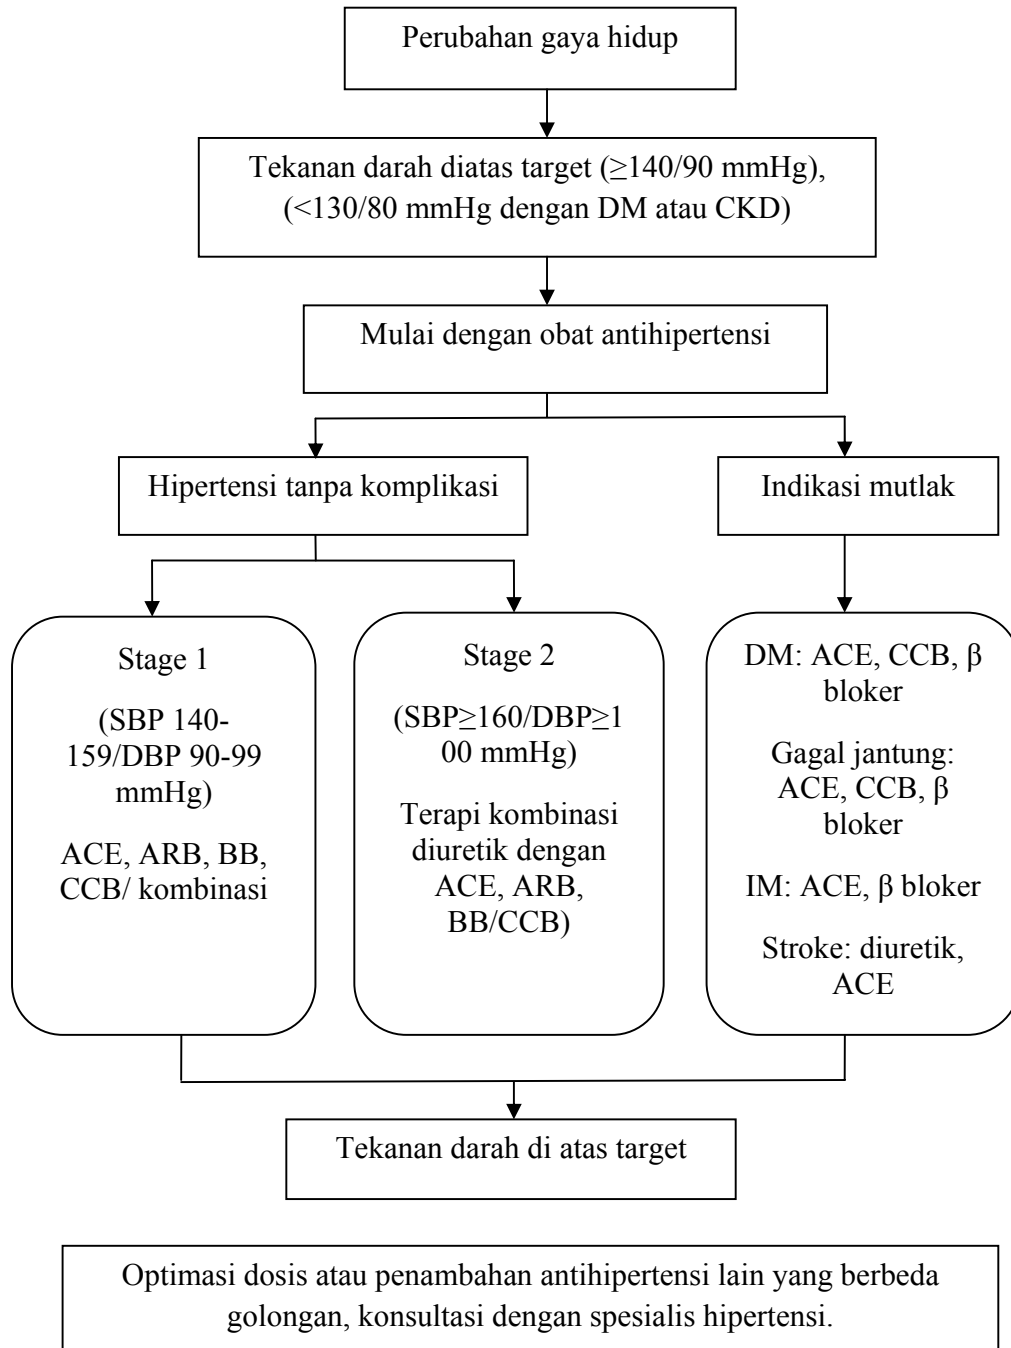 Perubahan gaya hidup
Tekanan darah diatas target (≥140/90 mmHg),
(<130/80 mmHg dengan DM atau CKD)
Mulai dengan obat antihipertensi
Hipertensi tanpa komplikasi
Indikasi mutlak
Stage 1
(SBP 140-
159/DBP 90-99
mmHg)
ACE, ARB, BB,
CCB/ kombinasi
Stage 2
(SBP≥160/DBP≥1
00 mmHg)
Terapi kombinasi
diuretik dengan
ACE, ARB,
BB/CCB)
DM: ACE, CCB, β
bloker
Gagal jantung:
ACE, CCB, β
bloker
IM: ACE, β bloker
Stroke: diuretik,
ACE
Tekanan darah di atas target
Optimasi dosis atau penambahan antihipertensi lain yang berbeda
golongan, konsultasi dengan spesialis hipertensi.